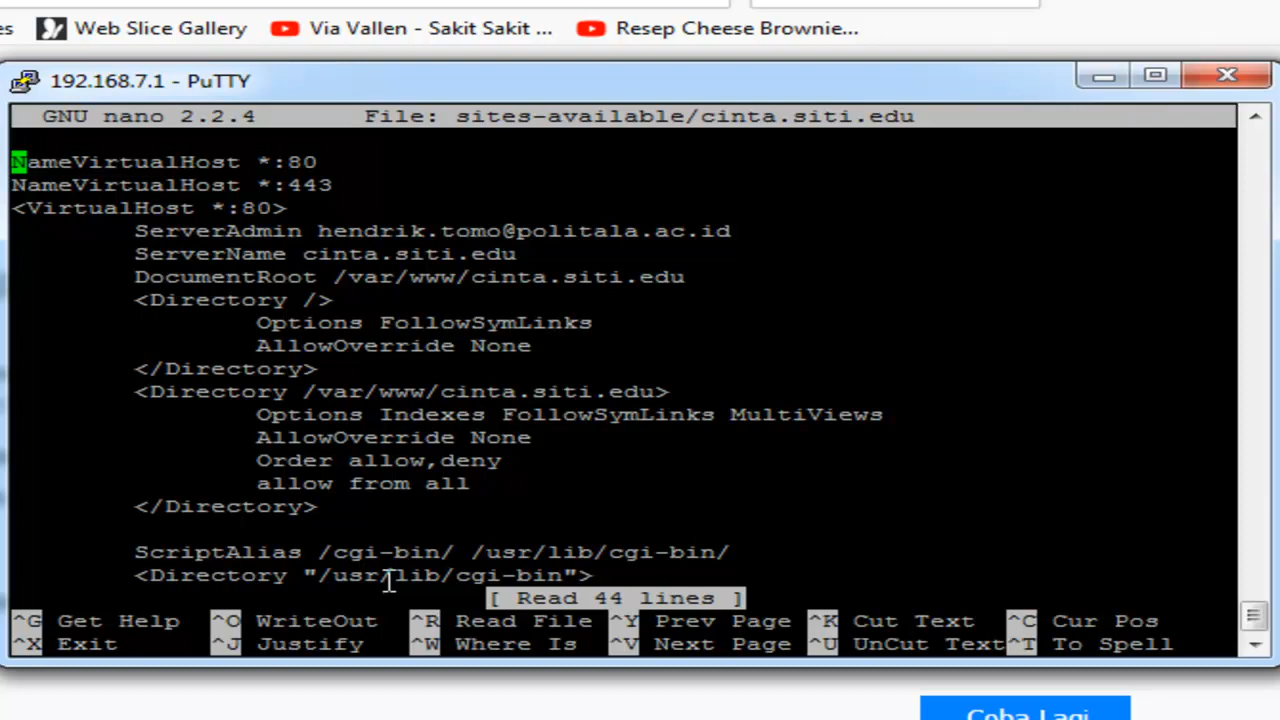 es Web Slice Gallery Via Vallen - Sakit Sakit ... Resep Cheese Brownie...
192.168.7.1 - PuTTY
GNU nano 2.2.4 File: sites-available/cinta.siti.edu
NameVirtualHost *:80
NameVirtualHost *:443
<VirtualHost *:80>
ServerAdmin hendrik.tomo@politala.ac.id
ServerName cinta.siti.edu
DocumentRoot /var/www/cinta.siti.edu
<Directory />
Options FollowSymLinks
AllowOverride None
</Directory>
<Directory /var/www/cinta.siti.edu>
Options Indexes FollowSymLinks MultiViews
AllowOverride None
Order allow,deny
allow from all
</Directory>
ScriptAlias /cgi-bin/ /usr/lib/cgi-bin/
<Directory "/usr/lib/cgi-bin">
[ Read 44 lines ]
^G Get Help ^O WriteOut ^R Read File ^Y Prev Page ^K Cut Text ^C Cur Pos
^X Exit ^J Justify ^W Where Is ^V Next Page ^U UnCut Text ^T To Spell
Coba Lagi